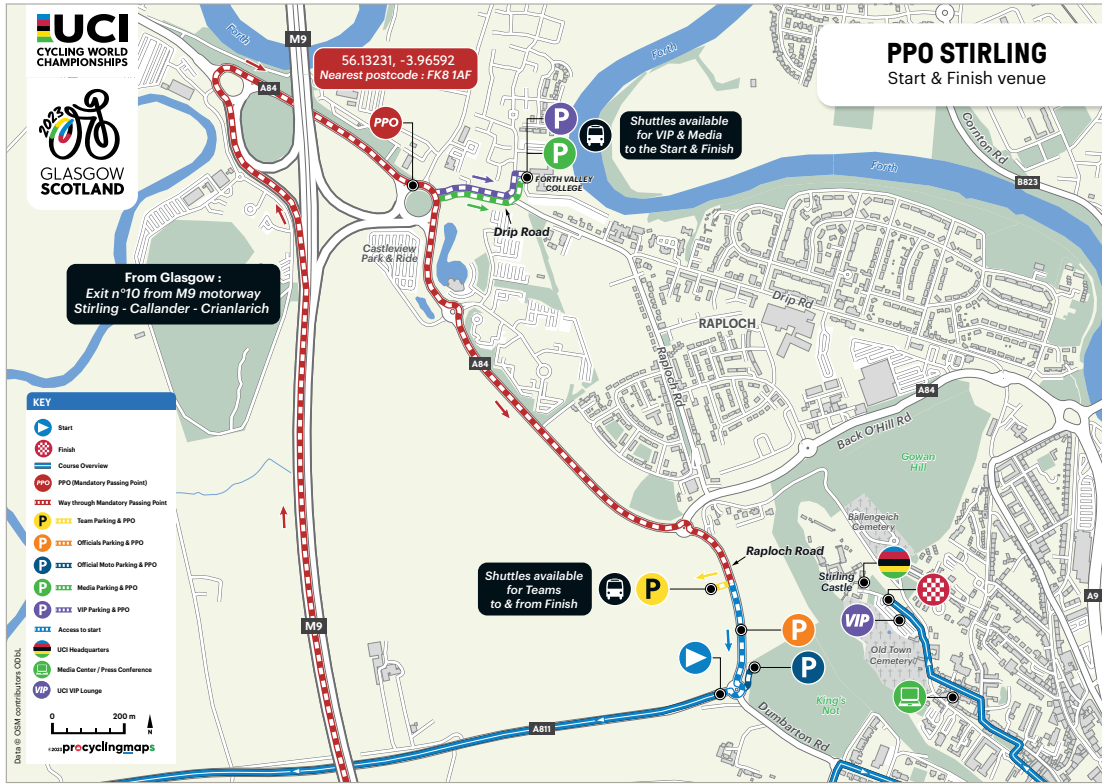 UCI
CYCLING WORLD
CHAMPIONSHIPS
2023
GLASGOW
SCOTLAND
PPO STIRLING
Start & Finish venue
56.13231, -3.96592
Nearest postcode : FK8 1AF
M9
Forth
A84
PPO
P
P
Shuttles available
for VIP & Media
to the Start & Finish
Forth
Forth
Cornton Rd
B823
FORTH VALLEY
COLLEGE
Drip Road
Castleview
Park & Ride
From Glasgow :
Exit n°10 from M9 motorway
Stirling - Callander - Crianlarich
Drip Rd
RAPLOCH
Raploch Rd
A84
A84
Back O'Hill Rd
Gowan
Hill
Ballengeich
Cemetery
Raploch Road
Shuttles available
for Teams
to & from Finish
P
Stirling
Castle
VIP
A9
P
P
Old Town
Cemetery
King's
Not
Dumbarton Rd
A811
M9
KEY
Start
Finish
Course Overview
PPO PPO (Mandatory Passing Point)
Way through Mandatory Passing Point
P Team Parking & PPO
P Officials Parking & PPO
P Official Moto Parking & PPO
P Media Parking & PPO
P VIP Parking & PPO
Access to start
UCI Headquarters
Media Center / Press Conference
VIP UCI VIP Lounge
0 200 m
N
©2023 procyclingmaps
Data © OSM contributors ODbL